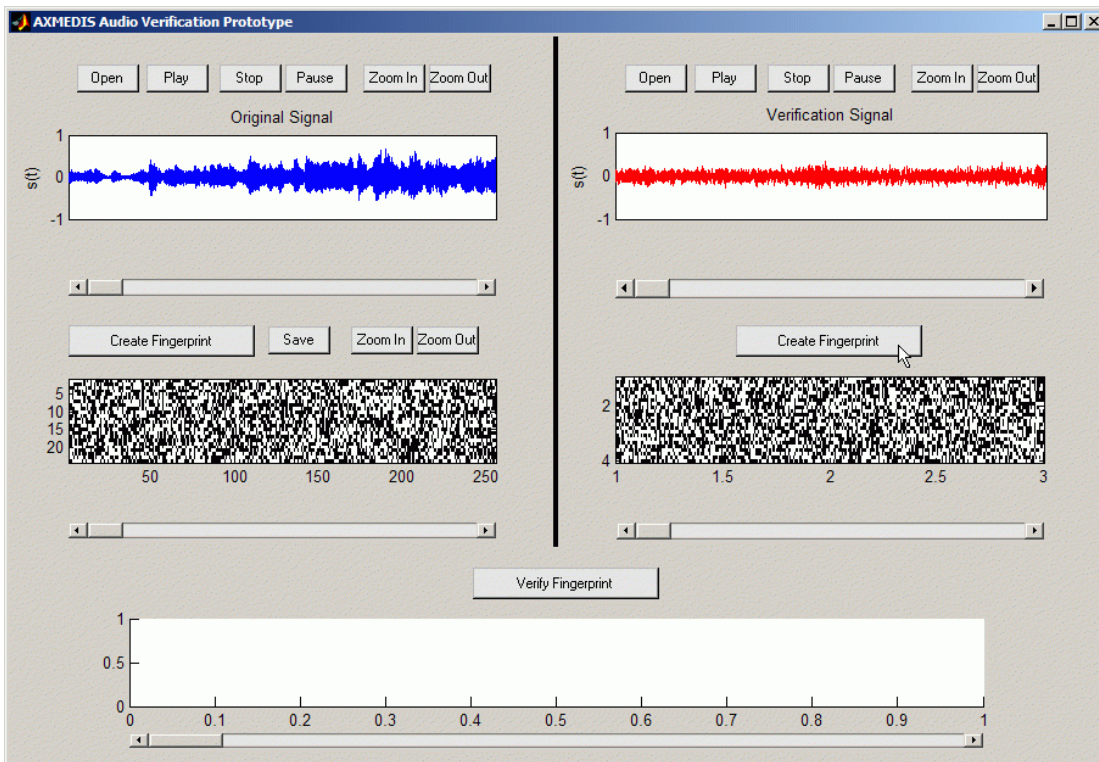 AXMEDIS Audio Verification Prototype
Open Play Stop Pause Zoom In Zoom Out
Original Signal
1
0
-1
s(t)
Create Fingerprint Save Zoom In Zoom Out
5
10
15
20
50 100 150 200 250
Open Play Stop Pause Zoom In Zoom Out
Verification Signal
1
0
-1
s(t)
Create Fingerprint
2
4
1 1.5 2 2.5 3
Verify Fingerprint
1
0.5
0
0 0.1 0.2 0.3 0.4 0.5 0.6 0.7 0.8 0.9 1